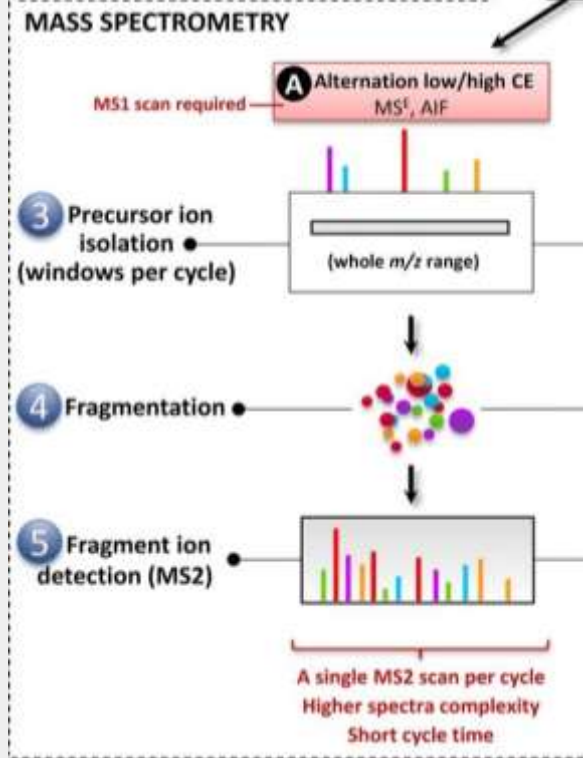 MASS SPECTROMETRY
A Alternation low/high CE
MS1 scan required
MSᴱ, AIF
3 Precursor ion
isolation
(windows per cycle)
(whole m/z range)
4 Fragmentation
5 Fragment ion
detection (MS2)
A single MS2 scan per cycle
Higher spectra complexity
Short cycle time